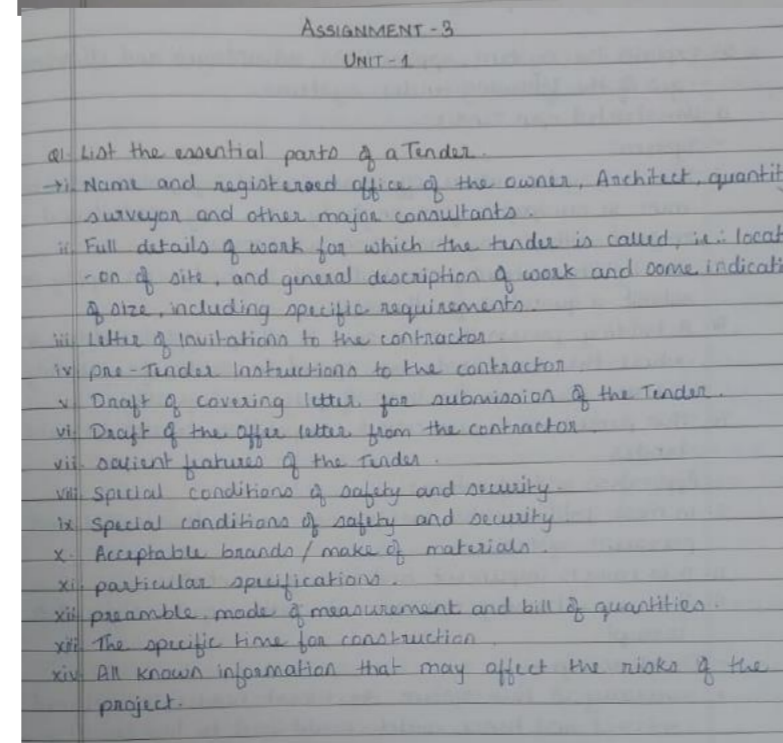 ASSIGNMENT - 3
UNIT - 1
Q1. List the essential parts of a Tender.
→ i. Name and registered office of the owner, Architect, quantit
surveyor and other major consultants.
ii. Full details of work for which the tender is called, i.e.: locat
-on of site, and general description of work and some indicati
of size, including specific requirements.
iii. Letter of Invitations to the contractor
iv. pre-Tender Instructions to the contractor
v. Draft of covering letter for submission of the Tender.
vi. Draft of the offer letter from the contractor.
vii. salient features of the Tender.
viii. Special conditions of safety and security.
ix. Special conditions of safety and security
x. Acceptable brands / make of materials.
xi. particular specifications.
xii. preamble, mode of measurement and bill of quantities.
xiii. The specific time for construction.
xiv. All known information that may affect the risks of the
project.